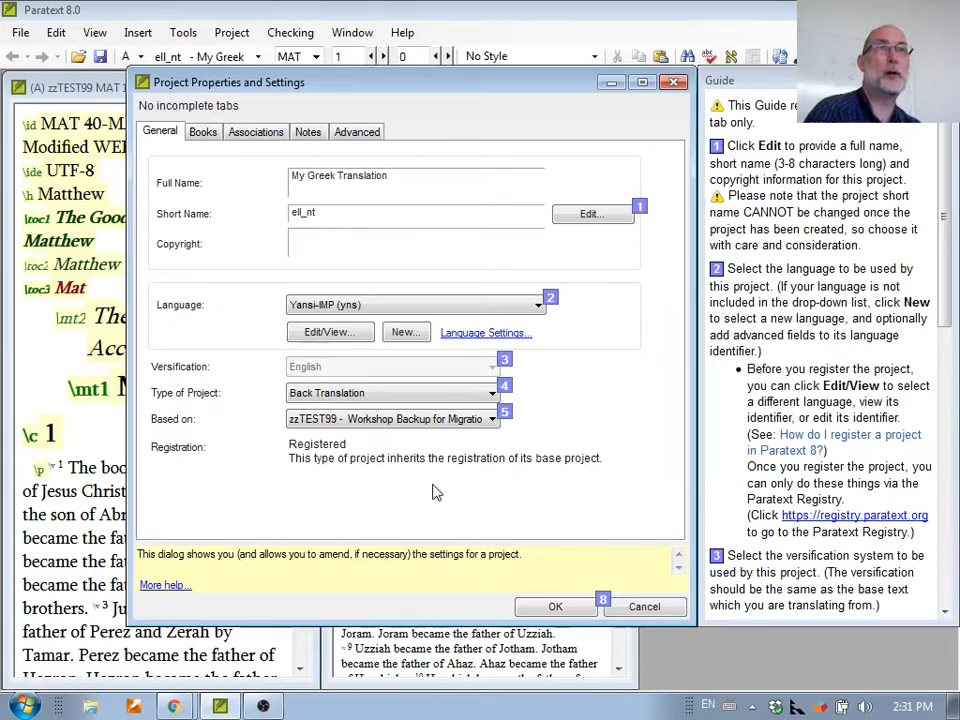 Paratext 8.0
File Edit View Insert Tools Project Checking Window Help
A ell_nt - My Greek MAT 1 0 No Style
(A) zzTEST99 MAT 1
\id MAT 40-M
Modified WE
\ide UTF-8
\h Matthew
\toc1 The Goo
Matthew
\toc2 Matthew
\toc3 Mat
\mt2 The
Acc
\mt1
\c 1
\p v 1 The boo
of Jesus Christ
the son of Abr
became the fat
became the fat
became the fat
brothers. v 3 Ju
father of Perez and Zerah by
Tamar. Perez became the father of
Project Properties and Settings
No incomplete tabs
General Books Associations Notes Advanced
Full Name: My Greek Translation
Short Name: ell_nt Edit... 1
Copyright:
Language: Yansi-IMP (yns) 2
Edit/View... New... Language Settings...
Versification: English 3
Type of Project: Back Translation 4
Based on: zzTEST99 - Workshop Backup for Migratio 5
Registration: Registered
This type of project inherits the registration of its base project.
This dialog shows you (and allows you to amend, if necessary) the settings for a project.
More help...
OK 8 Cancel
Joram. Joram became the father of
Uzziah.
v 9 Uzziah became the father of Jotham. Jotham
became the father of Ahaz. Ahaz became the father
Guide
This Guide re
tab only.
1 Click Edit to provide a full name,
short name (3-8 characters long) and
copyright information for this project.
Please note that the project short
name CANNOT be changed once the
project has been created, so choose it
with care and consideration.
2 Select the language to be used by
this project. (If your language is not
included in the drop-down list, click New
to select a new language, and optionally
add advanced fields to its language
identifier.)
• Before you register the project,
you can click Edit/View to select
a different language, view its
identifier, or edit its identifier.
(See: How do I register a project
in Paratext 8?)
Once you register the project, you
can only do these things via the
Paratext Registry.
(Click https://registry.paratext.org
to go to the Paratext Registry.)
3 Select the versification system to be
used by this project. (The versification
should be the same as the base text
which you are translating from.)
EN 2:31 PM